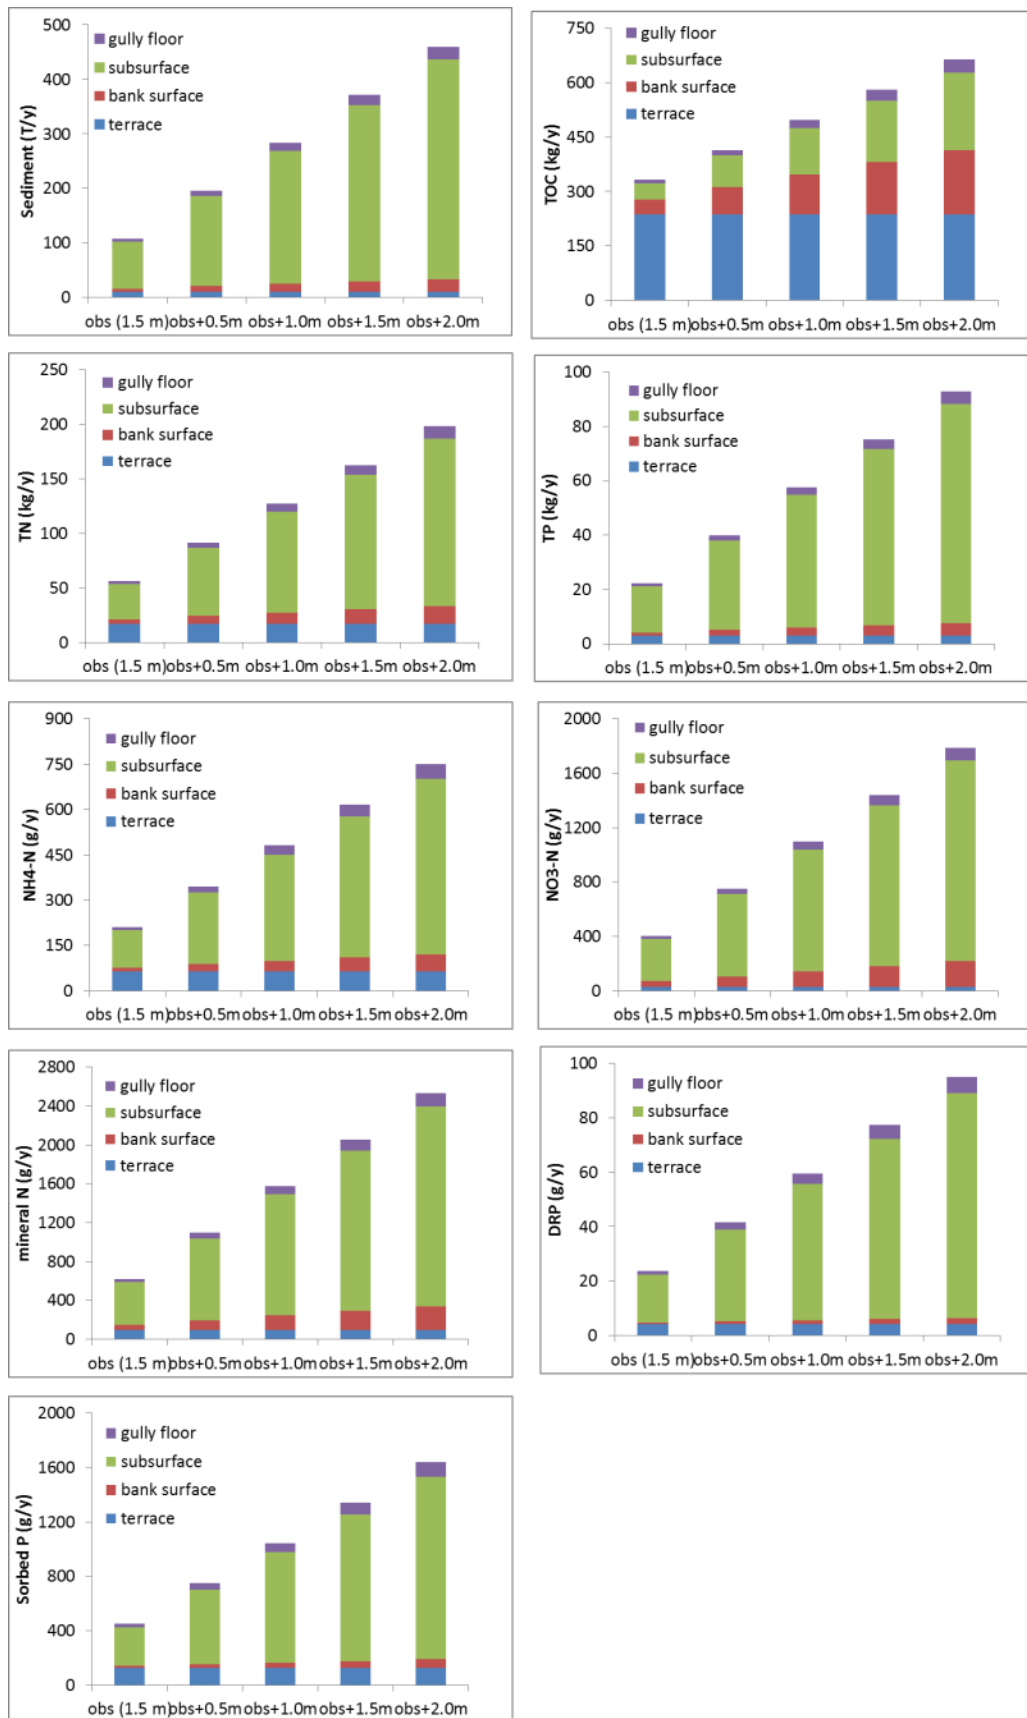 500
400
300
200
100
0
Sediment (T/y)
gully floor
subsurface
bank surface
terrace
obs (1.5 m)obs+0.5m obs+1.0m obs+1.5m obs+2.0m
750
600
450
300
150
0
TOC (kg/y)
gully floor
subsurface
bank surface
terrace
obs (1.5 m) obs+0.5m obs+1.0m obs+1.5m obs+2.0m
250
200
150
100
50
0
TN (kg/y)
gully floor
subsurface
bank surface
terrace
obs (1.5 m)obs+0.5m obs+1.0m obs+1.5m obs+2.0m
100
80
60
40
20
0
TP (kg/y)
gully floor
subsurface
bank surface
terrace
obs (1.5 m)obs+0.5m obs+1.0m obs+1.5m obs+2.0m
900
750
600
450
300
150
0
NH4-N (g/y)
gully floor
subsurface
bank surface
terrace
obs (1.5 m)obs+0.5m obs+1.0m obs+1.5m obs+2.0m
2000
1600
1200
800
400
0
NO3-N (g/y)
gully floor
subsurface
bank surface
terrace
obs (1.5 m)obs+0.5m obs+1.0m obs+1.5m obs+2.0m
2800
2400
2000
1600
1200
800
400
0
mineral N (g/y)
gully floor
subsurface
bank surface
terrace
obs (1.5 m)obs+0.5m obs+1.0m obs+1.5m obs+2.0m
100
80
60
40
20
0
DRP (g/y)
gully floor
subsurface
bank surface
terrace
obs (1.5 m)obs+0.5m obs+1.0m obs+1.5m obs+2.0m
2000
1600
1200
800
400
0
Sorbed P (g/y)
gully floor
subsurface
bank surface
terrace
obs (1.5 m)obs+0.5m obs+1.0m obs+1.5m obs+2.0m